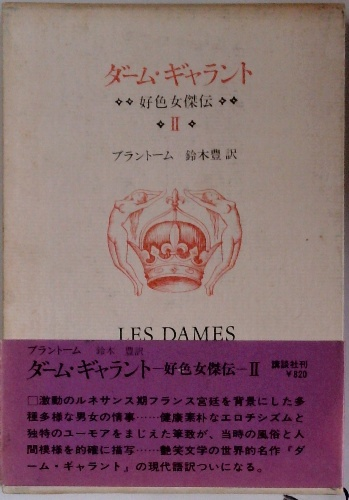 ダーム・ギャラント
好色女傑伝
II
ブラントーム 鈴木豊訳
LES DAMES
ブラントーム 鈴木 豊訳
ダーム・ギャラント—好色女傑伝—II
講談社刊
¥820
□激動のルネサンス期フランス宮廷を背景にした多
種多様な男女の情事……健康素朴なエロチシズムと
独特のユーモアをまじえた筆致が、当時の風俗と人
間模様を的確に描写……艶笑文学の世界的名作『ダ
ーム・ギャラント』の現代語訳ついになる。